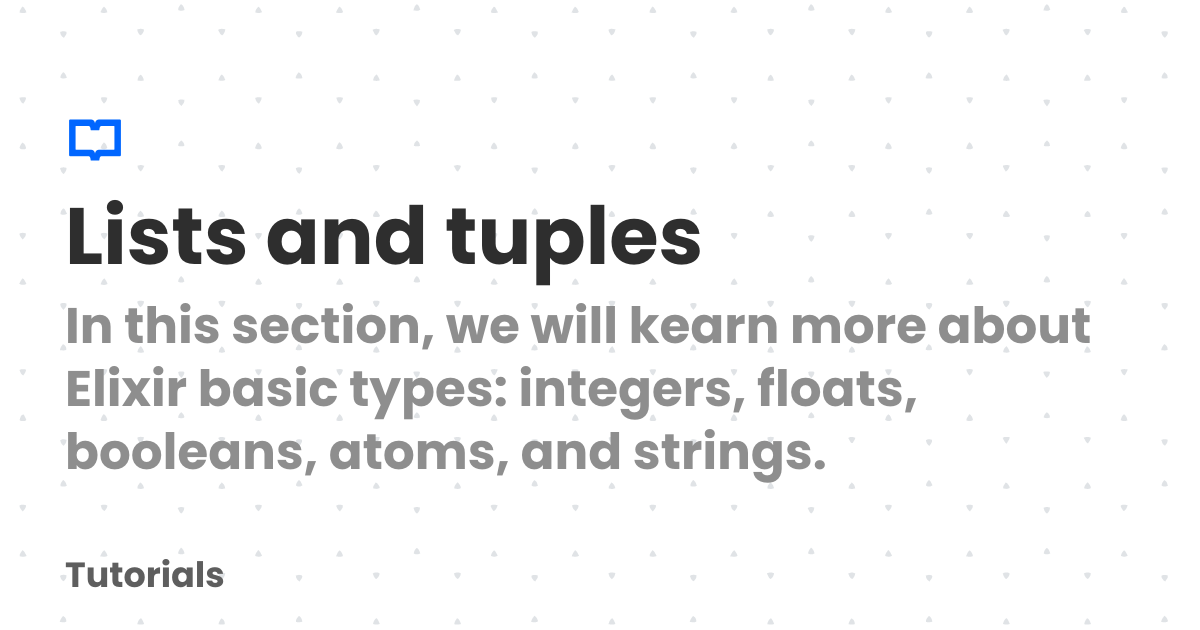 Lists and tuples
In this section, we will kearn more about
Elixir basic types: integers, floats,
booleans, atoms, and strings.
Tutorials